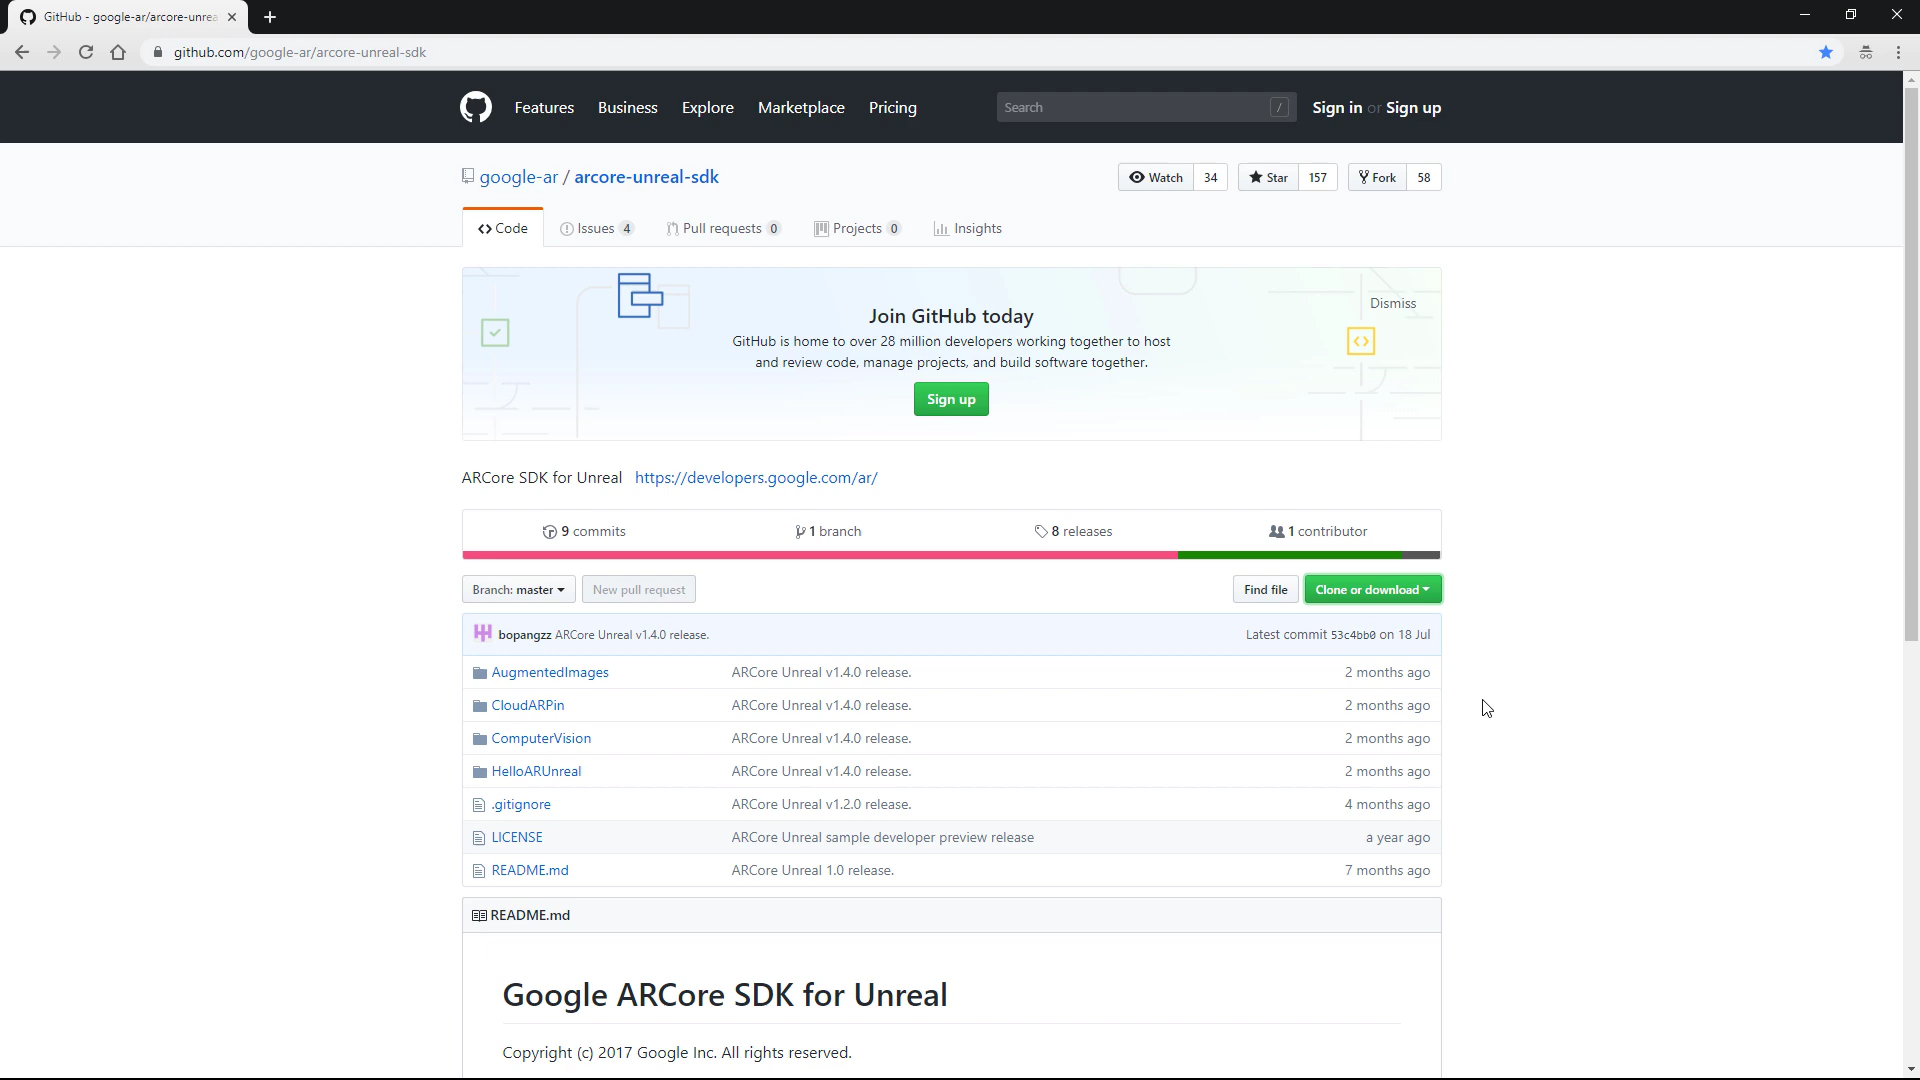 GitHub - google-ar/arcore-unrea
github.com/google-ar/arcore-unreal-sdk
Features Business Explore Marketplace Pricing Search / Sign in or Sign up
google-ar / arcore-unreal-sdk Watch 34 Star 157 Fork 58
Code Issues 4 Pull requests 0 Projects 0 Insights
Dismiss
Join GitHub today
GitHub is home to over 28 million developers working together to host
and review code, manage projects, and build software together.
Sign up
ARCore SDK for Unreal https://developers.google.com/ar/
9 commits 1 branch 8 releases 1 contributor
Branch: master New pull request Find file Clone or download
bopangzz ARCore Unreal v1.4.0 release. Latest commit 53c4bb0 on 18 Jul
AugmentedImages ARCore Unreal v1.4.0 release. 2 months ago
CloudARPin ARCore Unreal v1.4.0 release. 2 months ago
ComputerVision ARCore Unreal v1.4.0 release. 2 months ago
HelloARUnreal ARCore Unreal v1.4.0 release. 2 months ago
.gitignore ARCore Unreal v1.2.0 release. 4 months ago
LICENSE ARCore Unreal sample developer preview release a year ago
README.md ARCore Unreal 1.0 release. 7 months ago
README.md
Google ARCore SDK for Unreal
Copyright (c) 2017 Google Inc. All rights reserved.